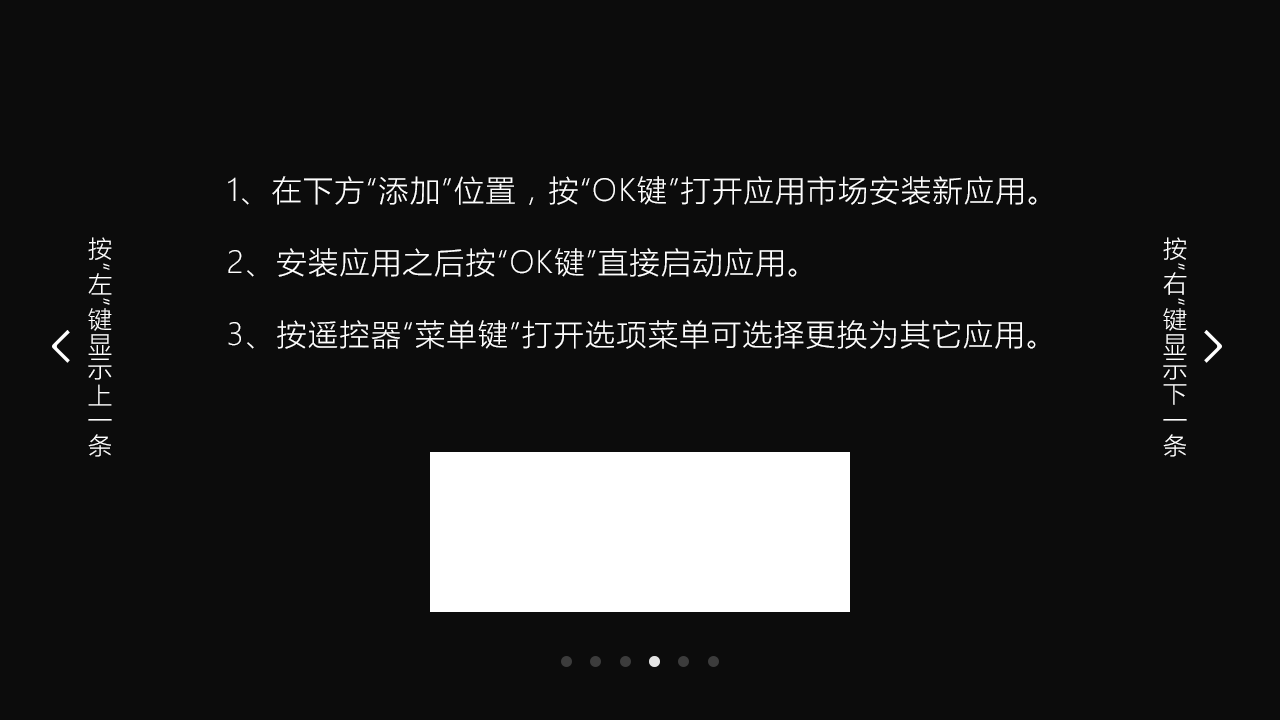 1、在下方“添加”位置，按“OK键”打开应用市场安装新应用。
2、安装应用之后按“OK键”直接启动应用。
3、按遥控器“菜单键”打开选项菜单可选择更换为其它应用。
按“左”键显示上一条
按“右”键显示下一条